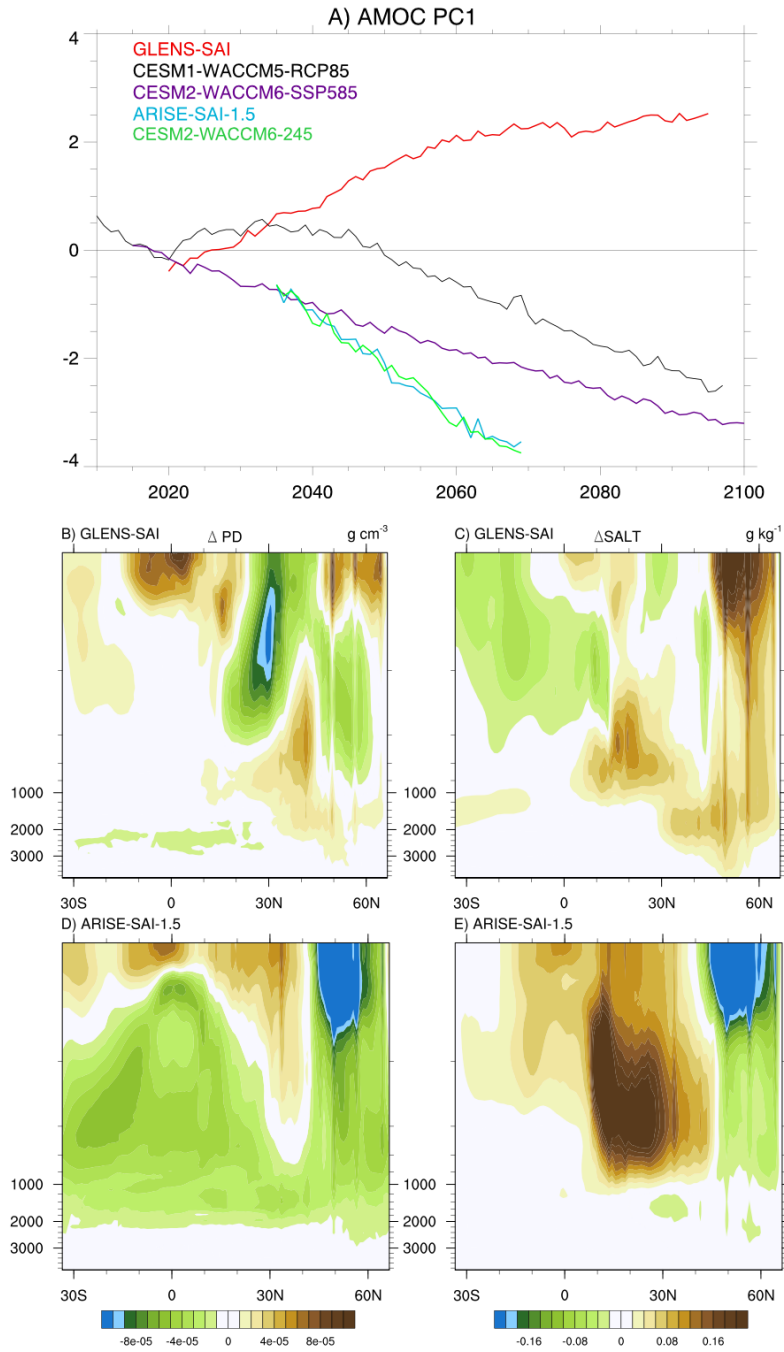 A) AMOC PC1
4
GLENS-SAI
CESM1-WACCM5-RCP85
CESM2-WACCM6-SSP585
ARISE-SAI-1.5
CESM2-WACCM6-245
2
0
-2
-4
2020 2040 2060 2080 2100
B) GLENS-SAI Δ PD g cm⁻³
C) GLENS-SAI ΔSALT g kg⁻¹
1000 1000
2000 2000
3000 3000
30S 0 30N 60N 30S 0 30N 60N
D) ARISE-SAI-1.5 E) ARISE-SAI-1.5
1000 1000
2000 2000
3000 3000
30S 0 30N 60N 30S 0 30N 60N
-8e-05 -4e-05 0 4e-05 8e-05 -0.16 -0.08 0 0.08 0.16